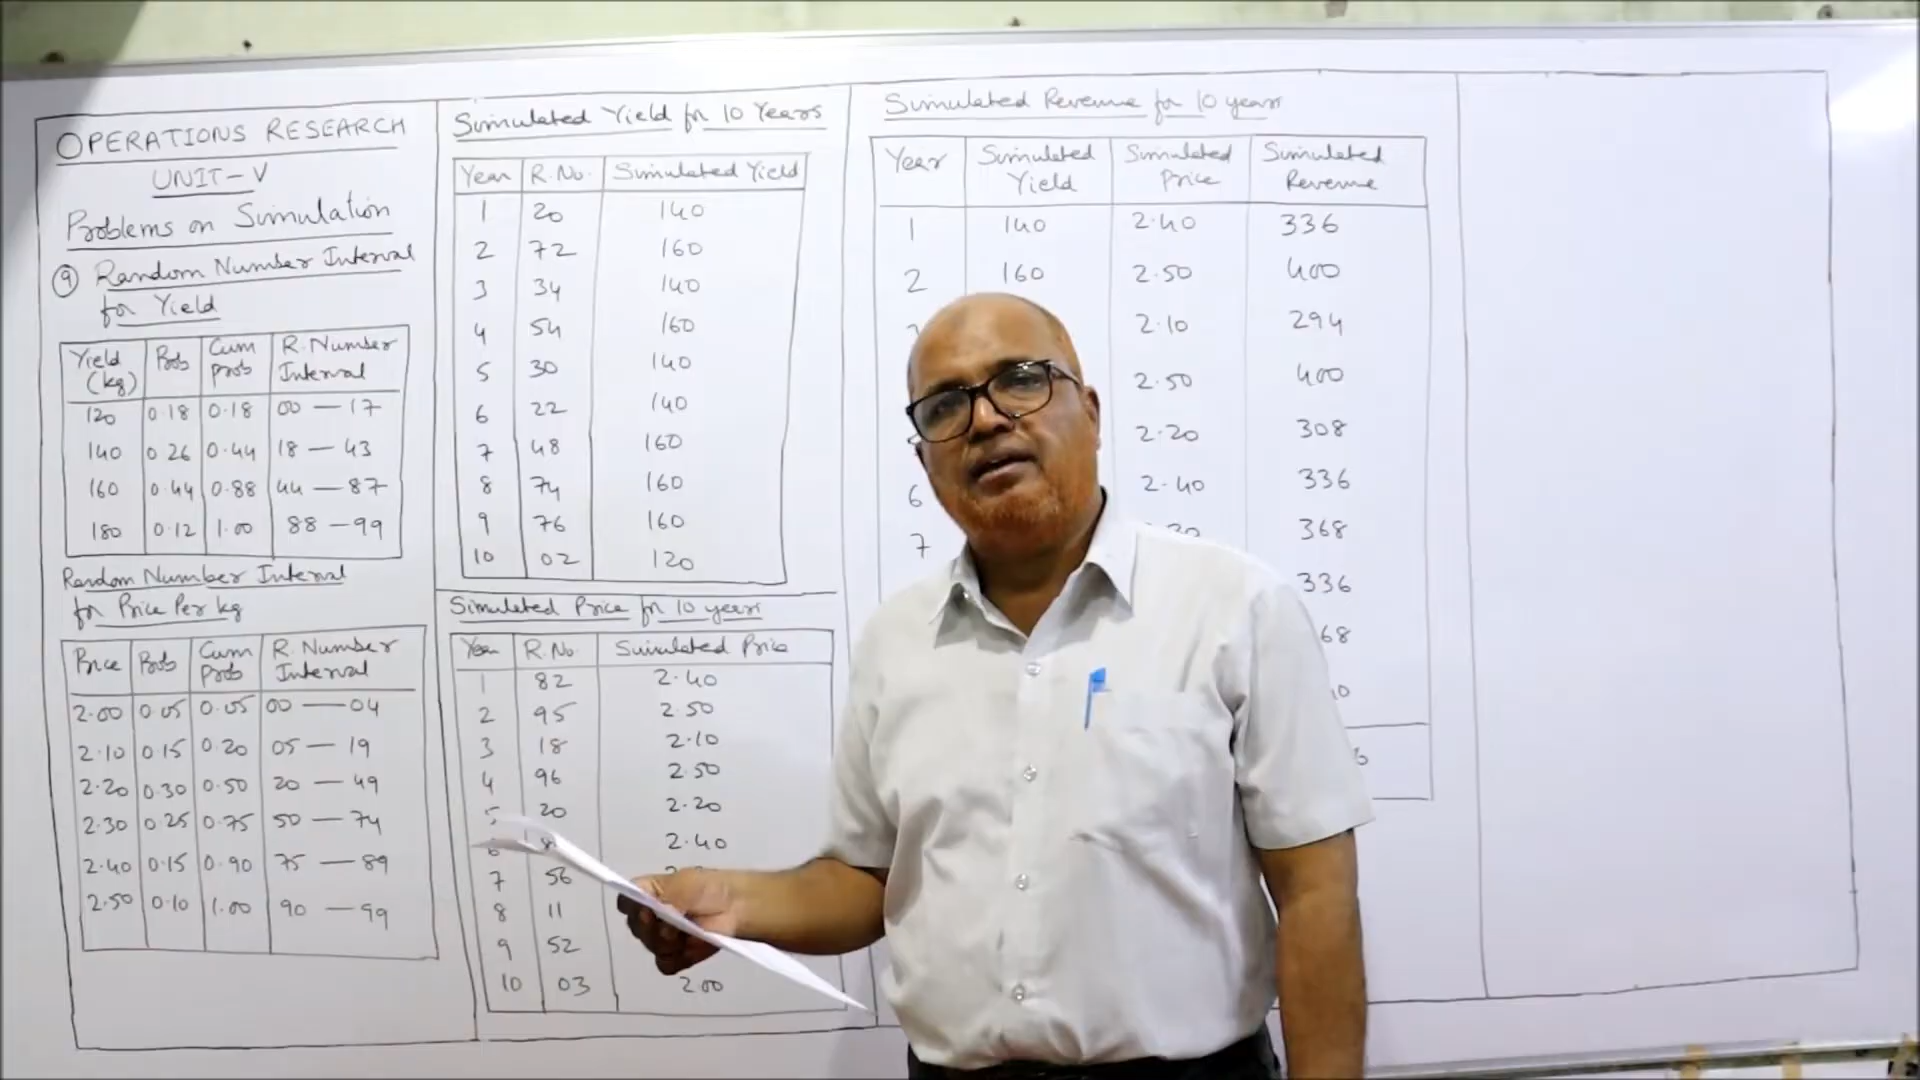 OPERATIONS RESEARCH
UNIT-V
Problems on Simulation
9 Random Number Interval
for Yield
Yield (kg) Prob Cum prob R. Number Interval
120 0.18 0.18 00 — 17
140 0.26 0.44 18 — 43
160 0.44 0.88 44 — 87
180 0.12 1.00 88 — 99
Random Number Interval
for Price Per kg
Price Prob Cum prob R. Number Interval
2.00 0.05 0.05 00 — 04
2.10 0.15 0.20 05 — 19
2.20 0.30 0.50 20 — 49
2.30 0.25 0.75 50 — 74
2.40 0.15 0.90 75 — 89
2.50 0.10 1.00 90 — 99
Simulated Yield for 10 Years
Year R.No. Simulated Yield
1 20 140
2 72 160
3 34 140
4 54 160
5 30 140
6 22 140
7 48 160
8 74 160
9 76 160
10 02 120
Simulated Price for 10 years
Year R.No. Simulated Price
1 82 2.40
2 95 2.50
3 18 2.10
4 96 2.50
20 2.20
2.40
7 56
8 11
9 52
10 03 2.00
Simulated Revenue for 10 years
Year Simulated Yield Simulated Price Simulated Revenue
1 140 2.40 336
2 160 2.50 400
2.10 294
2.50 400
2.20 308
6 2.40 336
7 368
336
68